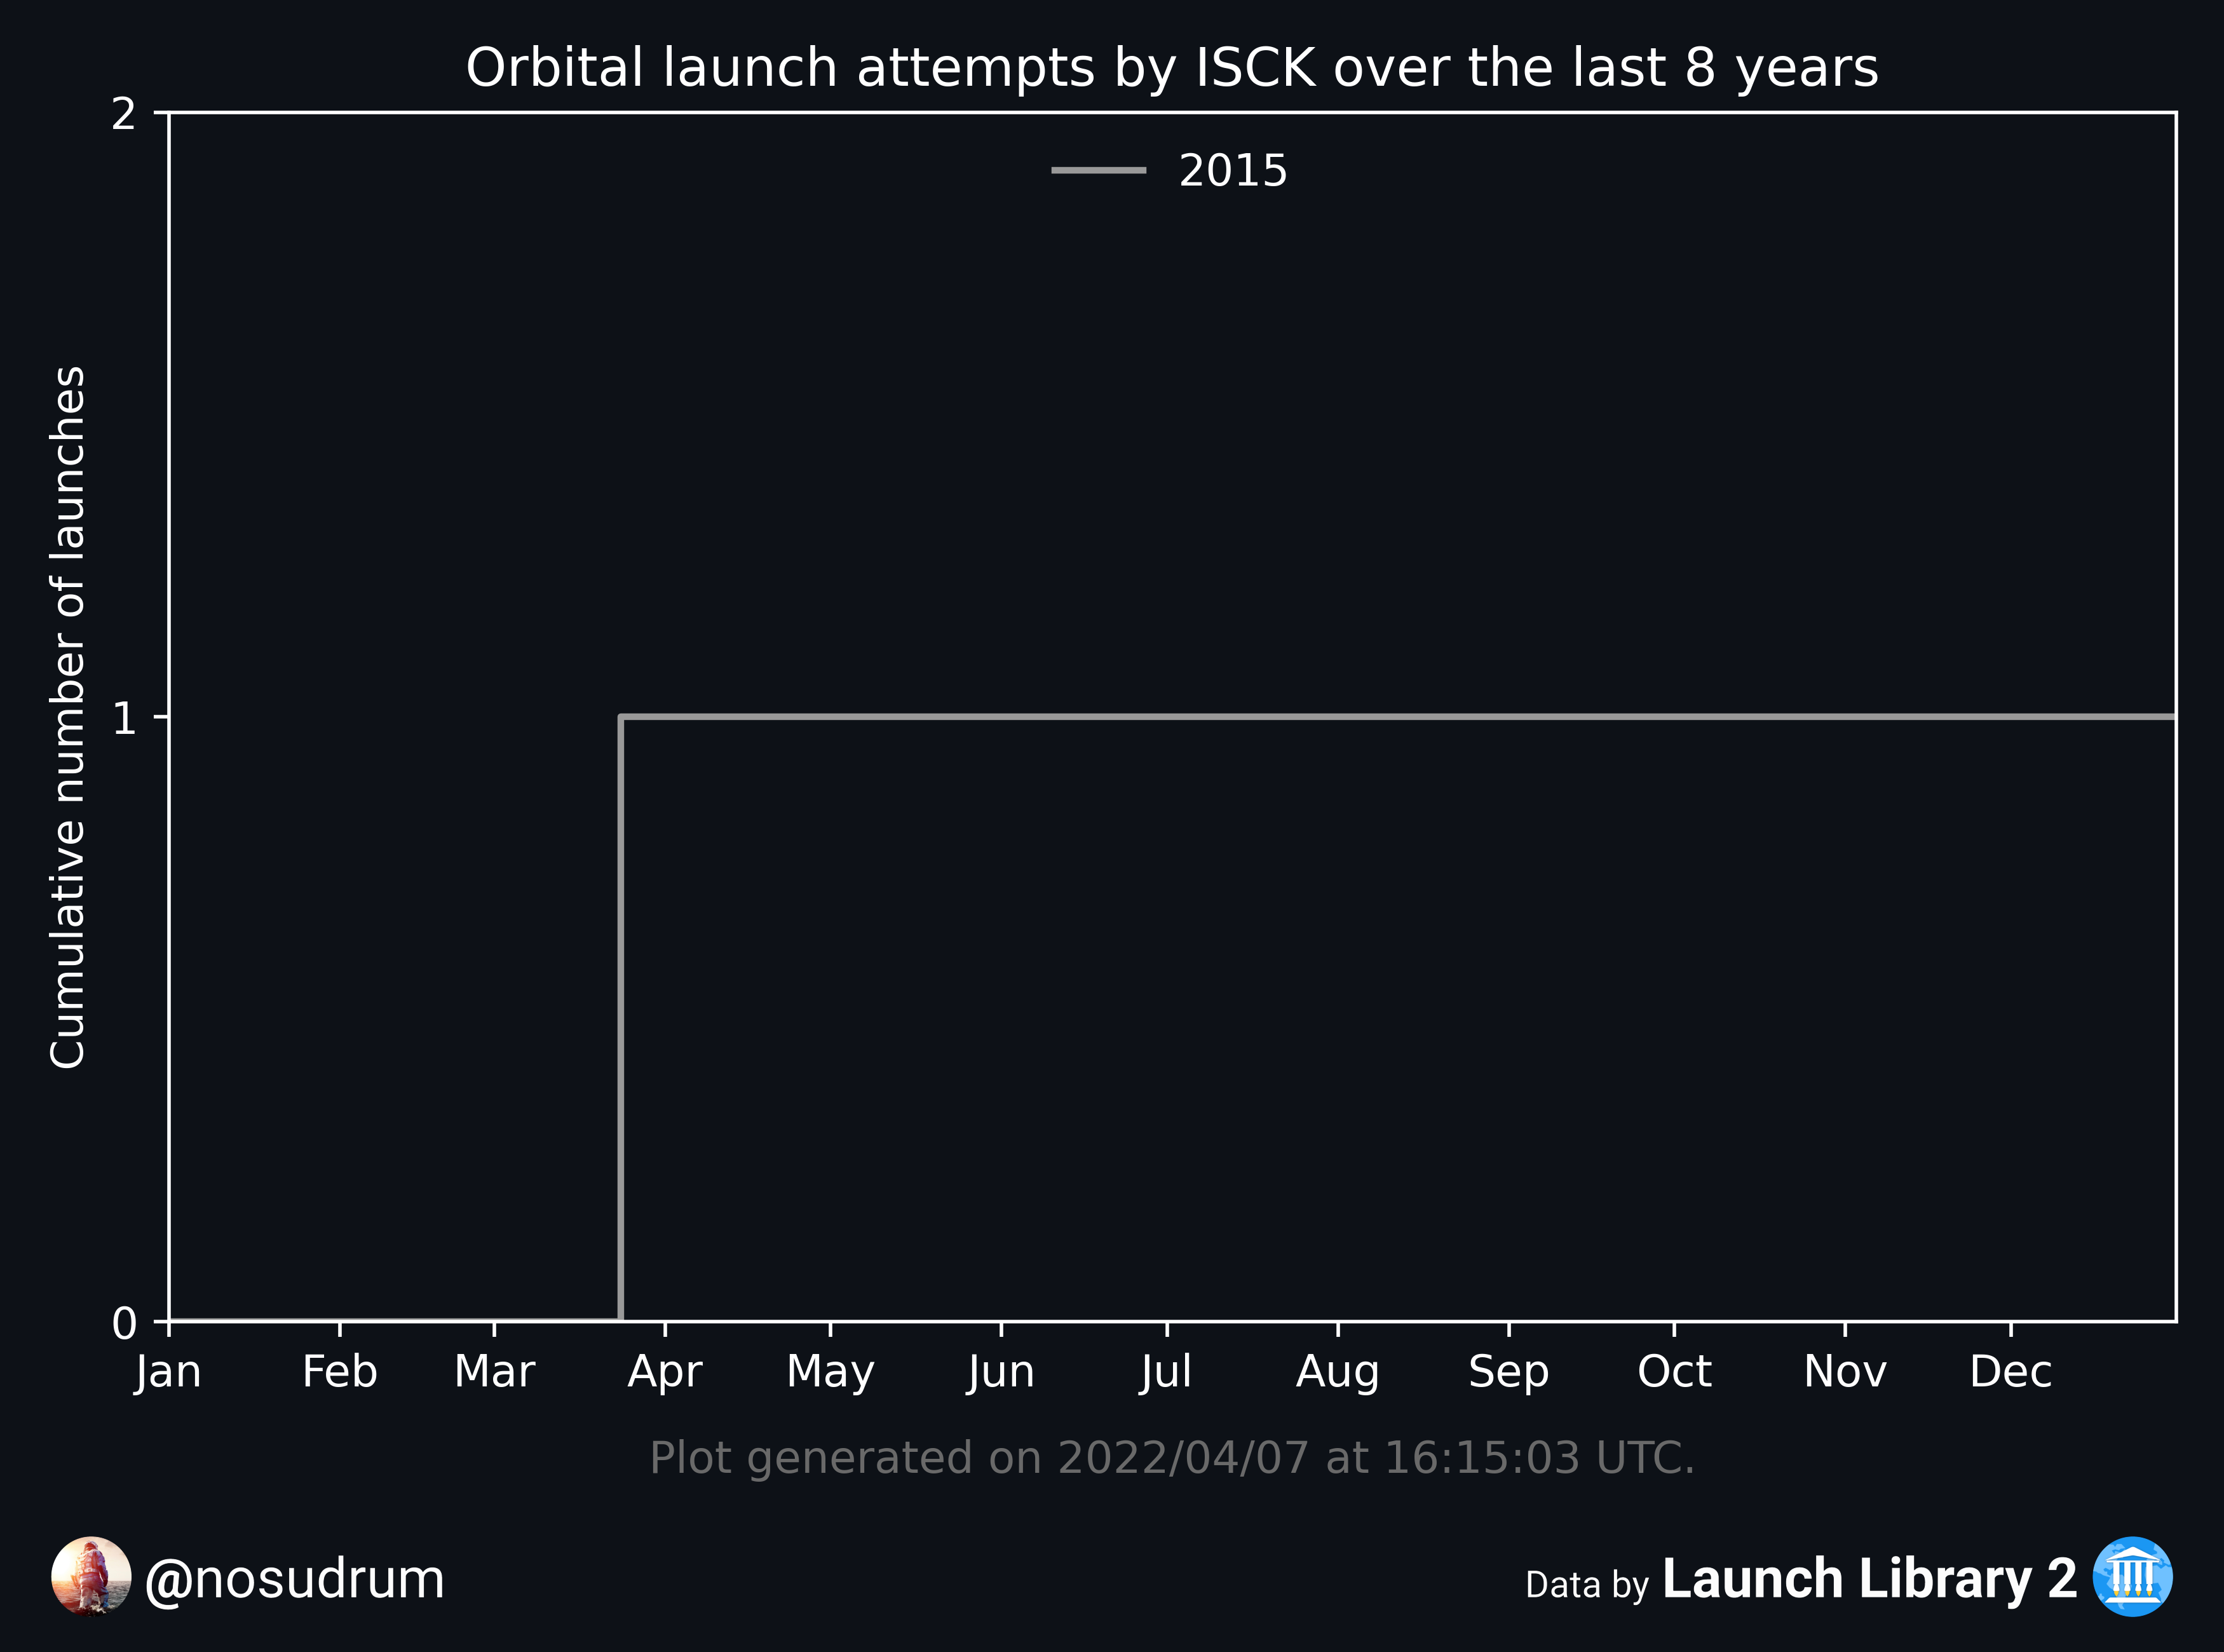 Orbital launch attempts by ISCK over the last 8 years
2
2015
Cumulative number of launches
1
0
Jan Feb Mar Apr May Jun Jul Aug Sep Oct Nov Dec
Plot generated on 2022/04/07 at 16:15:03 UTC.
@nosudrum
Data by Launch Library 2